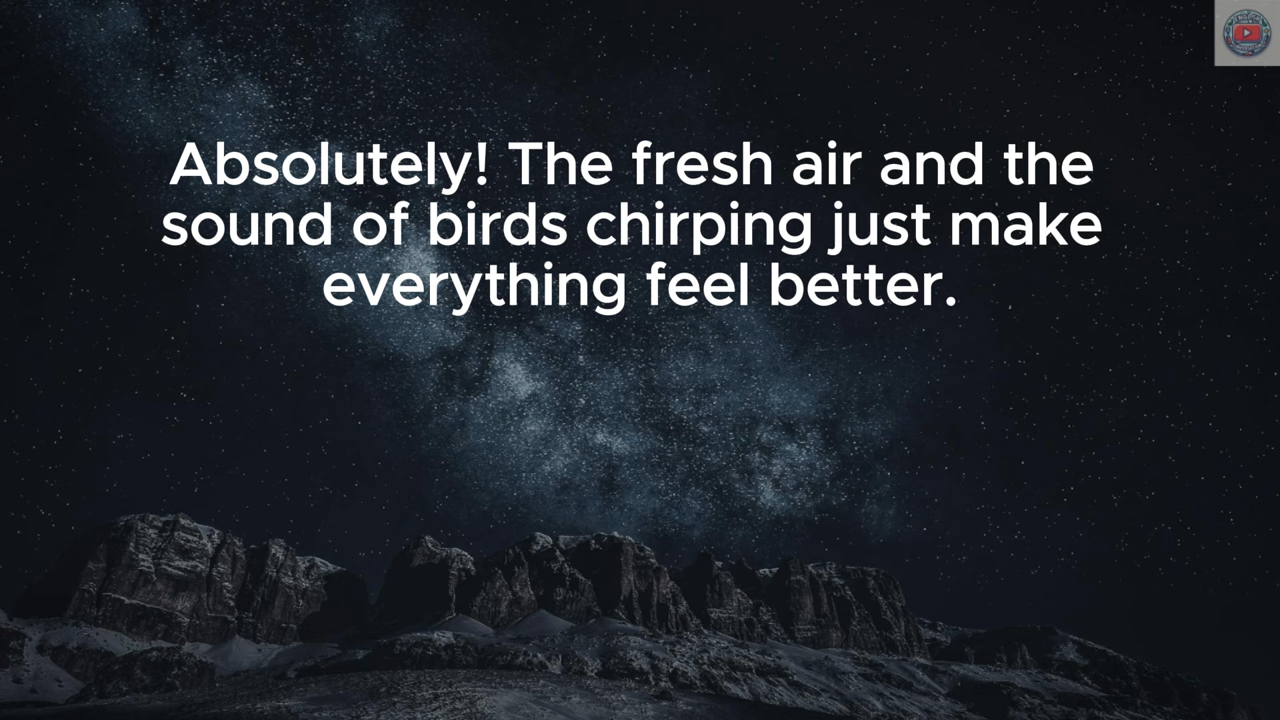 Absolutely! The fresh air and the
sound of birds chirping just make
everything feel better.